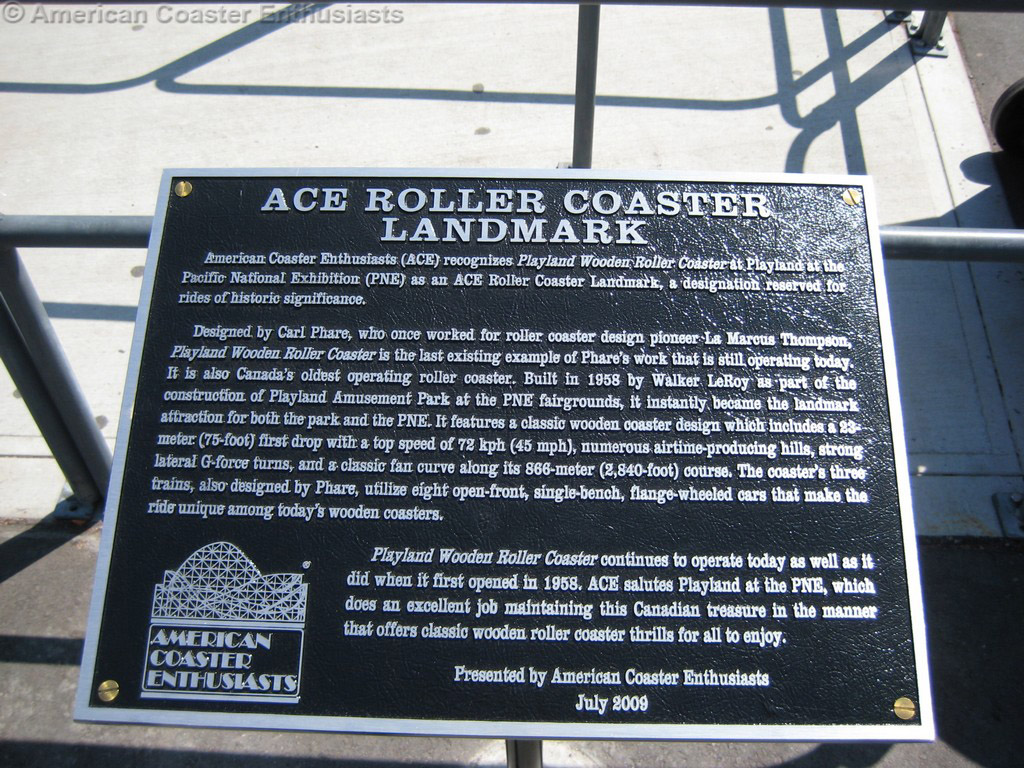 © American Coaster Enthusiasts
ACE ROLLER COASTER
LANDMARK
American Coaster Enthusiasts (ACE) recognizes Playland Wooden Roller Coaster at Playland at the
Pacific National Exhibition (PNE) as an ACE Roller Coaster Landmark, a designation reserved for
rides of historic significance.
Designed by Carl Phare, who once worked for roller coaster design pioneer La Marcus Thompson,
Playland Wooden Roller Coaster is the last existing example of Phare's work that is still operating today.
It is also Canada's oldest operating roller coaster. Built in 1958 by Walker LeRoy as part of the
construction of Playland Amusement Park at the PNE fairgrounds, it instantly became the landmark
attraction for both the park and the PNE. It features a classic wooden coaster design which includes a 23-
meter (75-foot) first drop with a top speed of 72 kph (45 mph), numerous airtime-producing hills, strong
lateral G-force turns, and a classic fan curve along its 866-meter (2,840-foot) course. The coaster's three
trains, also designed by Phare, utilize eight open-front, single-bench, flange-wheeled cars that make the
ride unique among today's wooden coasters.
Playland Wooden Roller Coaster continues to operate today as well as it
did when it first opened in 1958. ACE salutes Playland at the PNE, which
does an excellent job maintaining this Canadian treasure in the manner
that offers classic wooden roller coaster thrills for all to enjoy.
AMERICAN
COASTER
ENTHUSIASTS
®
Presented by American Coaster Enthusiasts
July 2009